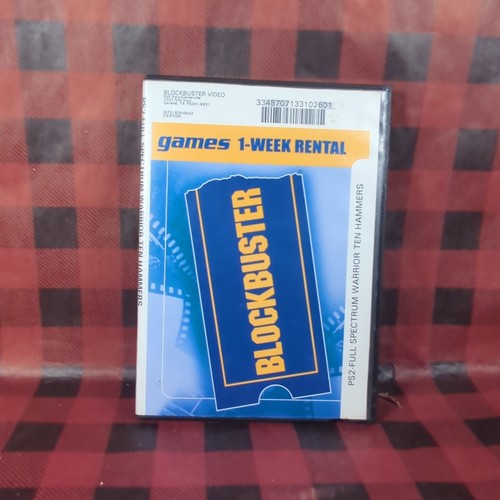 BLOCKBUSTER VIDEO
3348707133102601
games 1-WEEK RENTAL
BLOCKBUSTER
PS2-FULL SPECTRUM WARRIOR TEN HAMMERS
PS2-FULL SPECTRUM WARRIOR TEN HAMMERS